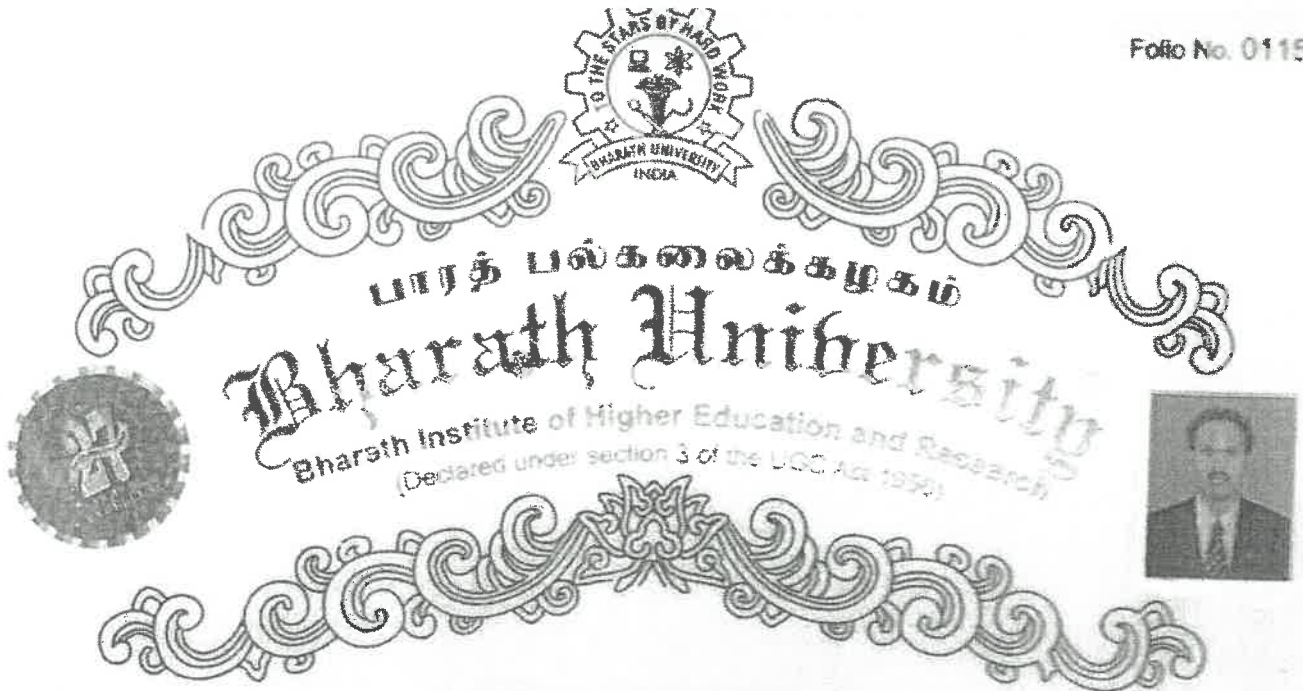 Folio No. 0115
TO THE STARS BY HARD WORK
BHARATH UNIVERSITY
INDIA
பாரத் பல்கலைக்கழகம்
Bharath University
Bharath Institute of Higher Education and Research
(Declared under section 3 of the UGC Act 1956)